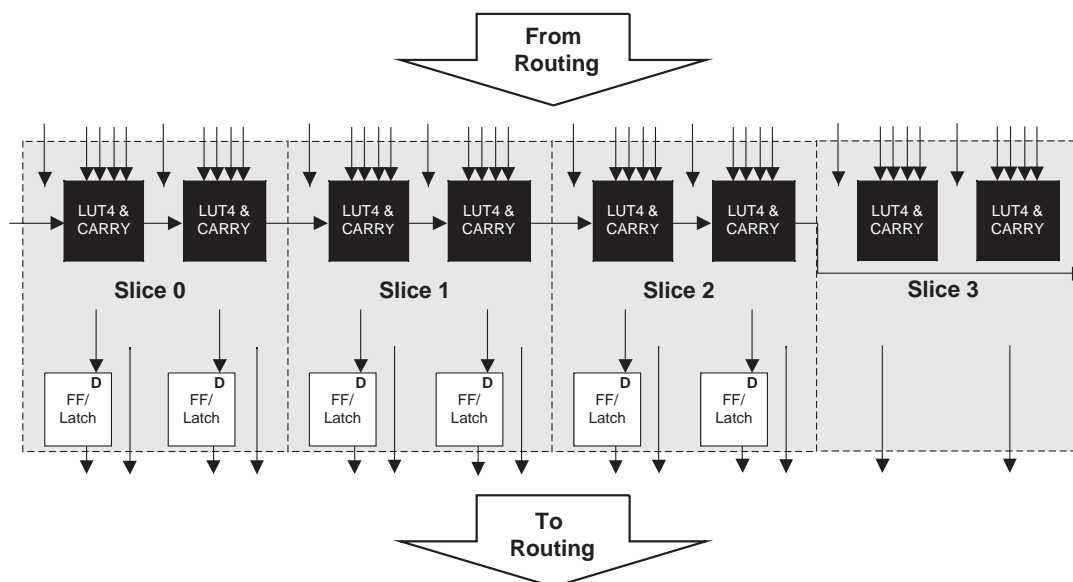 From
Routing
LUT4 &
CARRY
LUT4 &
CARRY
LUT4 &
CARRY
LUT4 &
CARRY
LUT4 &
CARRY
LUT4 &
CARRY
LUT4 &
CARRY
LUT4 &
CARRY
Slice 0
Slice 1
Slice 2
Slice 3
D
FF/
Latch
D
FF/
Latch
D
FF/
Latch
D
FF/
Latch
D
FF/
Latch
D
FF/
Latch
To
Routing